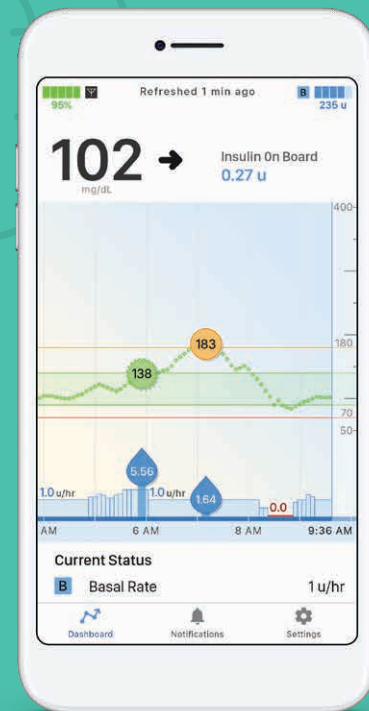 Refreshed 1 min ago
B
95%
235 u
102
mg/dL
Insulin On Board
0.27 u
400
183
180
138
70
50
5.56
1.0 u/hr
1.0 u/hr
1.64
0.0
AM
6 AM
8 AM
9:36 AM
Current Status
B Basal Rate 1 u/hr
Dashboard Notifications Settings